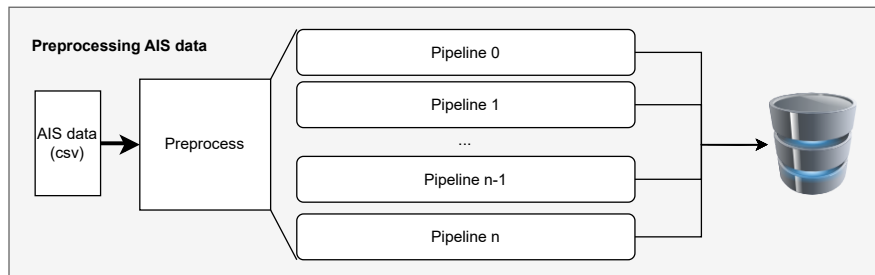 Preprocessing AIS data
AIS data
(csv)
Preprocess
Pipeline 0
Pipeline 1
...
Pipeline n-1
Pipeline n